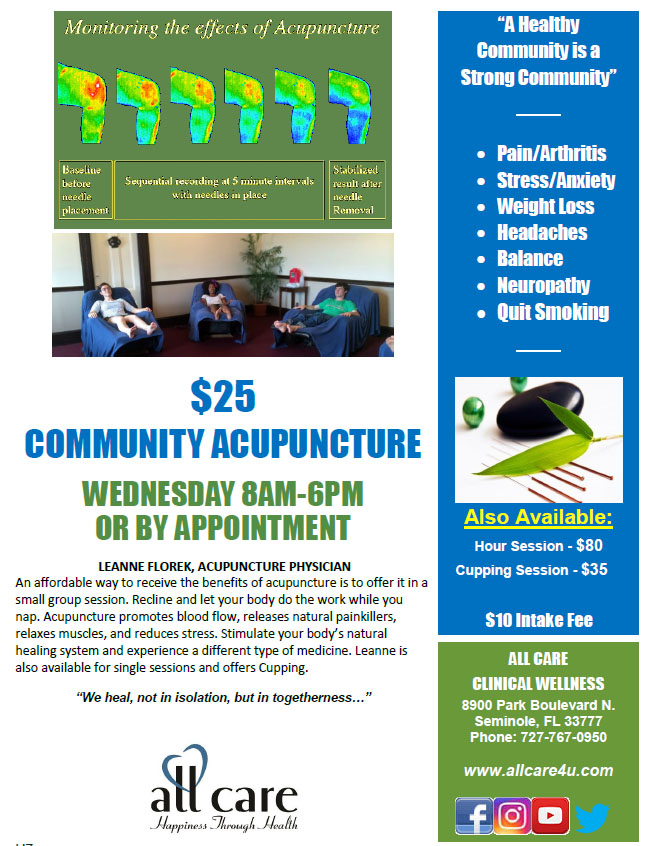 Monitoring the effects of Acupuncture
Baseline
before
needle
placement
Sequential recording at 5 minute intervals
with needles in place
Stabilized
result after
needle
Removal
$25
COMMUNITY ACUPUNCTURE
WEDNESDAY 8AM-6PM
OR BY APPOINTMENT
LEANNE FLOREK, ACUPUNCTURE PHYSICIAN
An affordable way to receive the benefits of acupuncture is to offer it in a
small group session. Recline and let your body do the work while you
nap. Acupuncture promotes blood flow, releases natural painkillers,
relaxes muscles, and reduces stress. Stimulate your body's natural
healing system and experience a different type of medicine. Leanne is
also available for single sessions and offers Cupping.
“We heal, not in isolation, but in togetherness…”
all care
Happiness Through Health
“A Healthy
Community is a
Strong Community”
• Pain/Arthritis
• Stress/Anxiety
• Weight Loss
• Headaches
• Balance
• Neuropathy
• Quit Smoking
Also Available:
Hour Session - $80
Cupping Session - $35
$10 Intake Fee
ALL CARE
CLINICAL WELLNESS
8900 Park Boulevard N.
Seminole, FL 33777
Phone: 727-767-0950
www.allcare4u.com